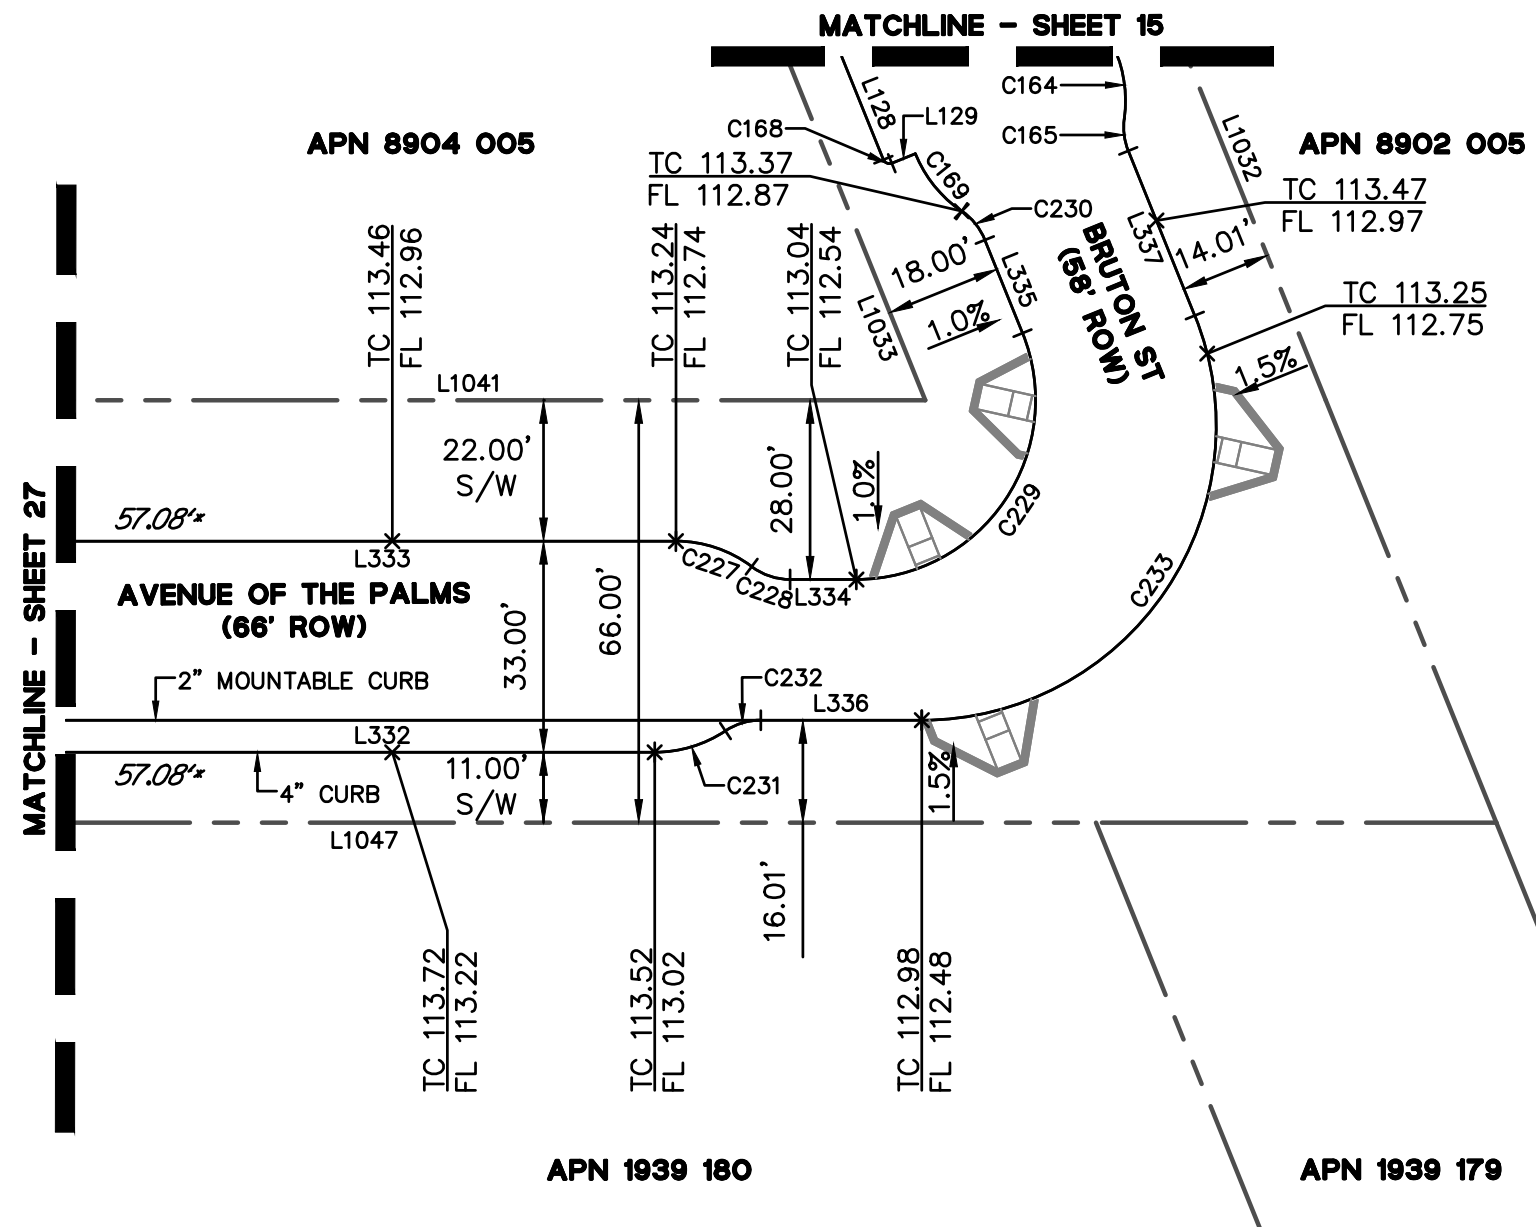 MATCHLINE - SHEET 15
C164
L128
L129
C168
C165
L1032
APN 8904 005
APN 8902 005
TC 113.37
FL 112.87
C169
C230
TC 113.47
FL 112.97
L337
14.01'
BRUTON ST
(58' ROW)
TC 113.46
FL 112.96
TC 113.24
FL 112.74
TC 113.04
FL 112.54
18.00'
L335
L1033
1.0%
TC 113.25
FL 112.75
1.5%
L1041
22.00'
S/W
28.00'
1.0%
C229
57.08'*
L333
C227
C228
L334
C233
MATCHLINE - SHEET 27
AVENUE OF THE PALMS
(66' ROW)
33.00'
66.00'
2" MOUNTABLE CURB
C232
L336
L332
57.08'*
4" CURB
11.00'
S/W
C231
1.5%
L1047
16.01'
TC 113.72
FL 113.22
TC 113.52
FL 113.02
TC 112.98
FL 112.48
APN 1939 180
APN 1939 179